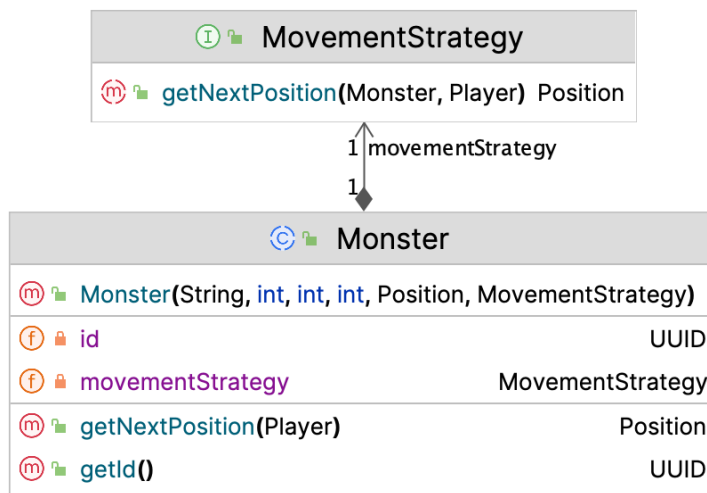 I MovementStrategy
m getNextPosition(Monster, Player) Position
1 movementStrategy
1
C Monster
m Monster(String, int, int, int, Position, MovementStrategy)
f id UUID
f movementStrategy MovementStrategy
m getNextPosition(Player) Position
m getId() UUID